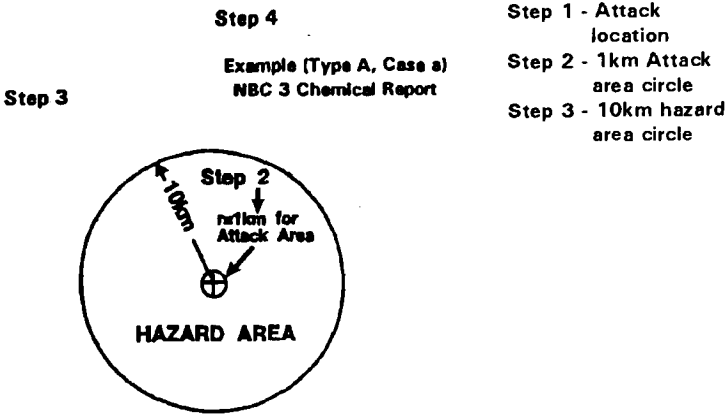 Step 4
Example (Type A, Case a)
NBC 3 Chemical Report
Step 3
Step 1 - Attack
location
Step 2 - 1km Attack
area circle
Step 3 - 10km hazard
area circle
Step 2
10km
for
Attack Area
HAZARD AREA